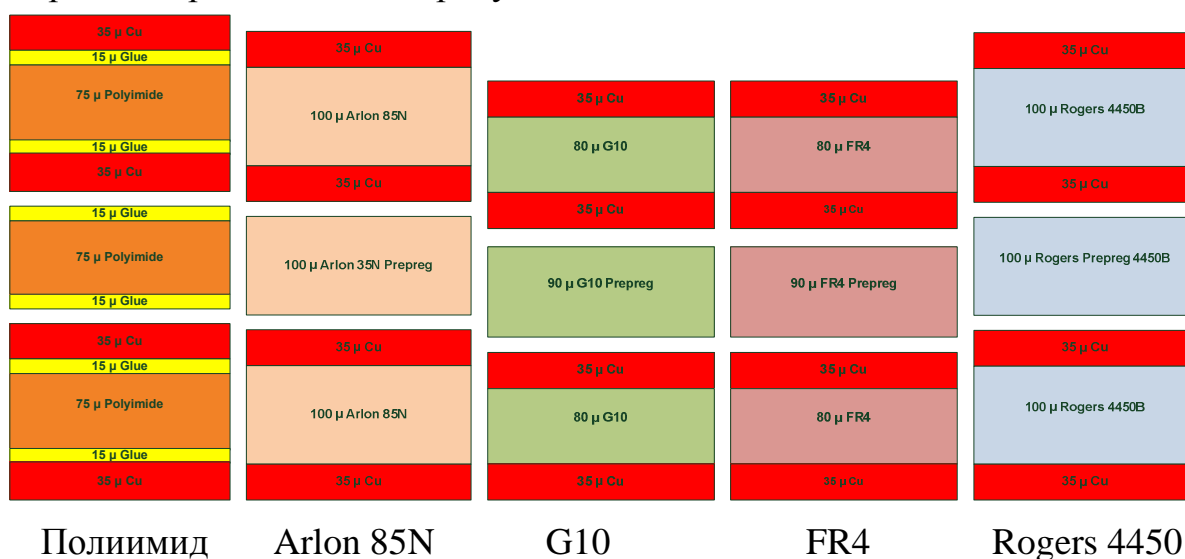 35 µ Cu
15 µ Glue
75 µ Polyimide
15 µ Glue
35 µ Cu
15 µ Glue
75 µ Polyimide
15 µ Glue
35 µ Cu
15 µ Glue
75 µ Polyimide
15 µ Glue
35 µ Cu
Полиимид
35 µ Cu
100 µ Arlon 85N
35 µ Cu
100 µ Arlon 35N Prepreg
35 µ Cu
100 µ Arlon 85N
35 µ Cu
Arlon 85N
35 µ Cu
80 µ G10
35 µ Cu
90 µ G10 Prepreg
35 µ Cu
80 µ G10
35 µ Cu
G10
35 µ Cu
80 µ FR4
35 µ Cu
90 µ FR4 Prepreg
35 µ Cu
80 µ FR4
35 µ Cu
FR4
35 µ Cu
100 µ Rogers 4450B
35 µ Cu
100 µ Rogers Prepreg 4450B
35 µ Cu
100 µ Rogers 4450B
35 µ Cu
Rogers 4450